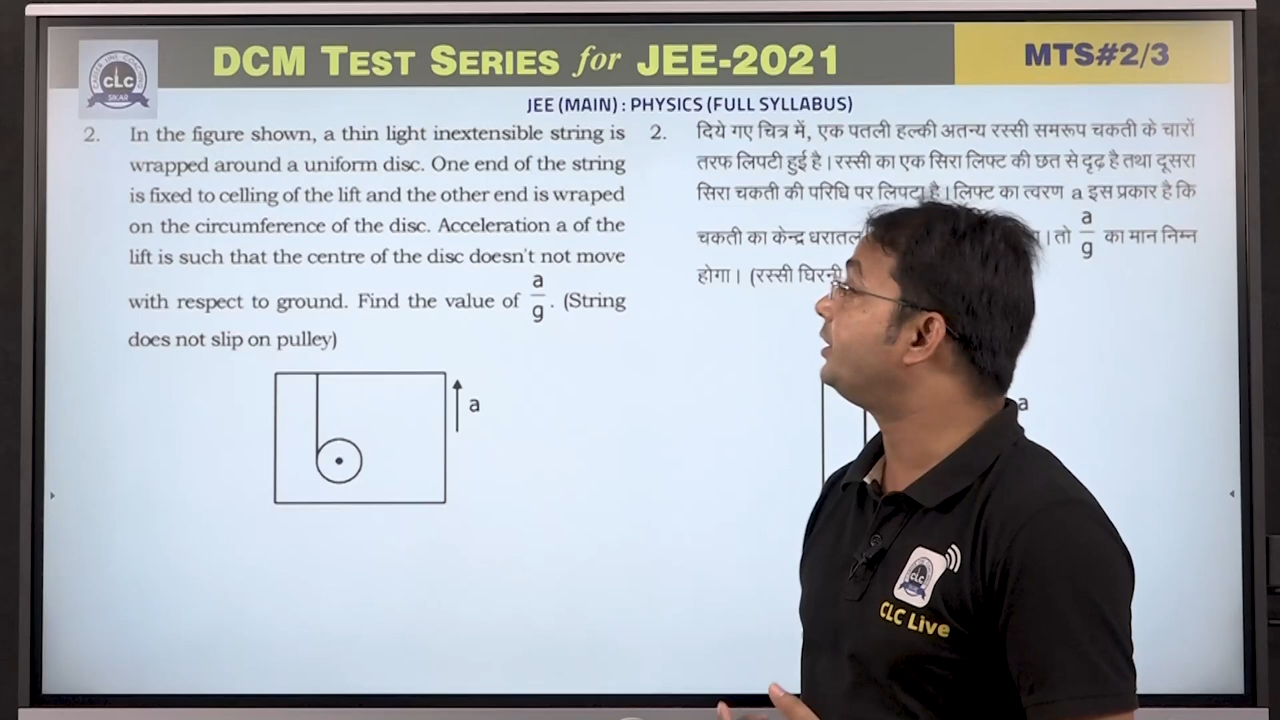 DCM TEST SERIES for JEE-2021
MTS#2/3
CLC
SIKAR
JEE (MAIN) : PHYSICS (FULL SYLLABUS)
2. In the figure shown, a thin light inextensible string is
wrapped around a uniform disc. One end of the string
is fixed to celling of the lift and the other end is wraped
on the circumference of the disc. Acceleration a of the
lift is such that the centre of the disc doesn't not move
with respect to ground. Find the value of a/g. (String
does not slip on pulley)
a
2. दिये गए चित्र में, एक पतली हल्की अतन्य रस्सी समरूप चकती के चारों
तरफ लिपटी हुई है। रस्सी का एक सिरा लिफ्ट की छत से दृढ़ है तथा दूसरा
सिरा चकती की परिधि पर लिपटा है। लिफ्ट का त्वरण a इस प्रकार है कि
चकती का केन्द्र । तो a/g का मान निम्न
होगा। (रस्सी
a
CLC
CLC Live